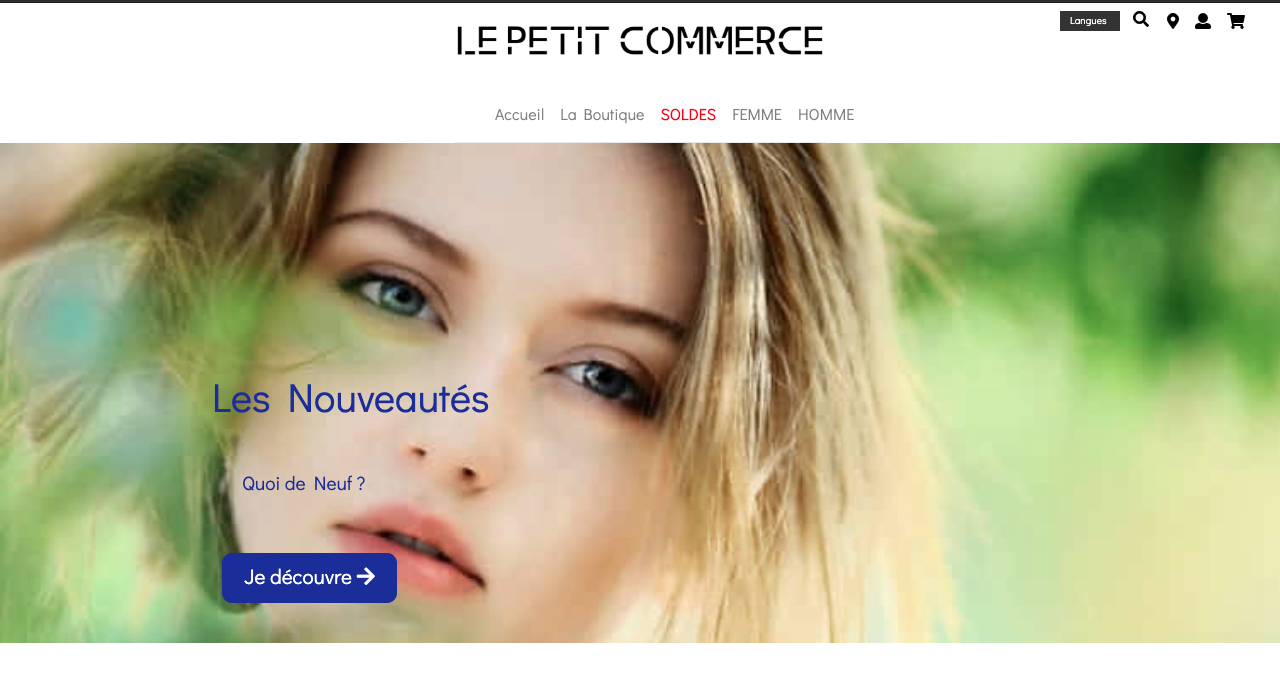 Langues
LE PETIT COMMERCE
Accueil La Boutique SOLDES FEMME HOMME
Les Nouveautés
Quoi de Neuf ?
Je découvre